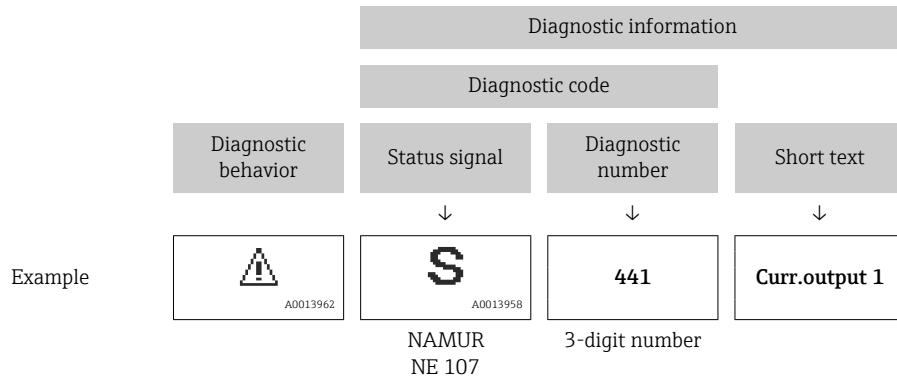 Diagnostic information
Diagnostic code
Diagnostic
behavior
Status signal
Diagnostic
number
Short text
↓ ↓ ↓
Example
A0013962
S
A0013958
441
Curr.output 1
NAMUR
NE 107
3-digit number